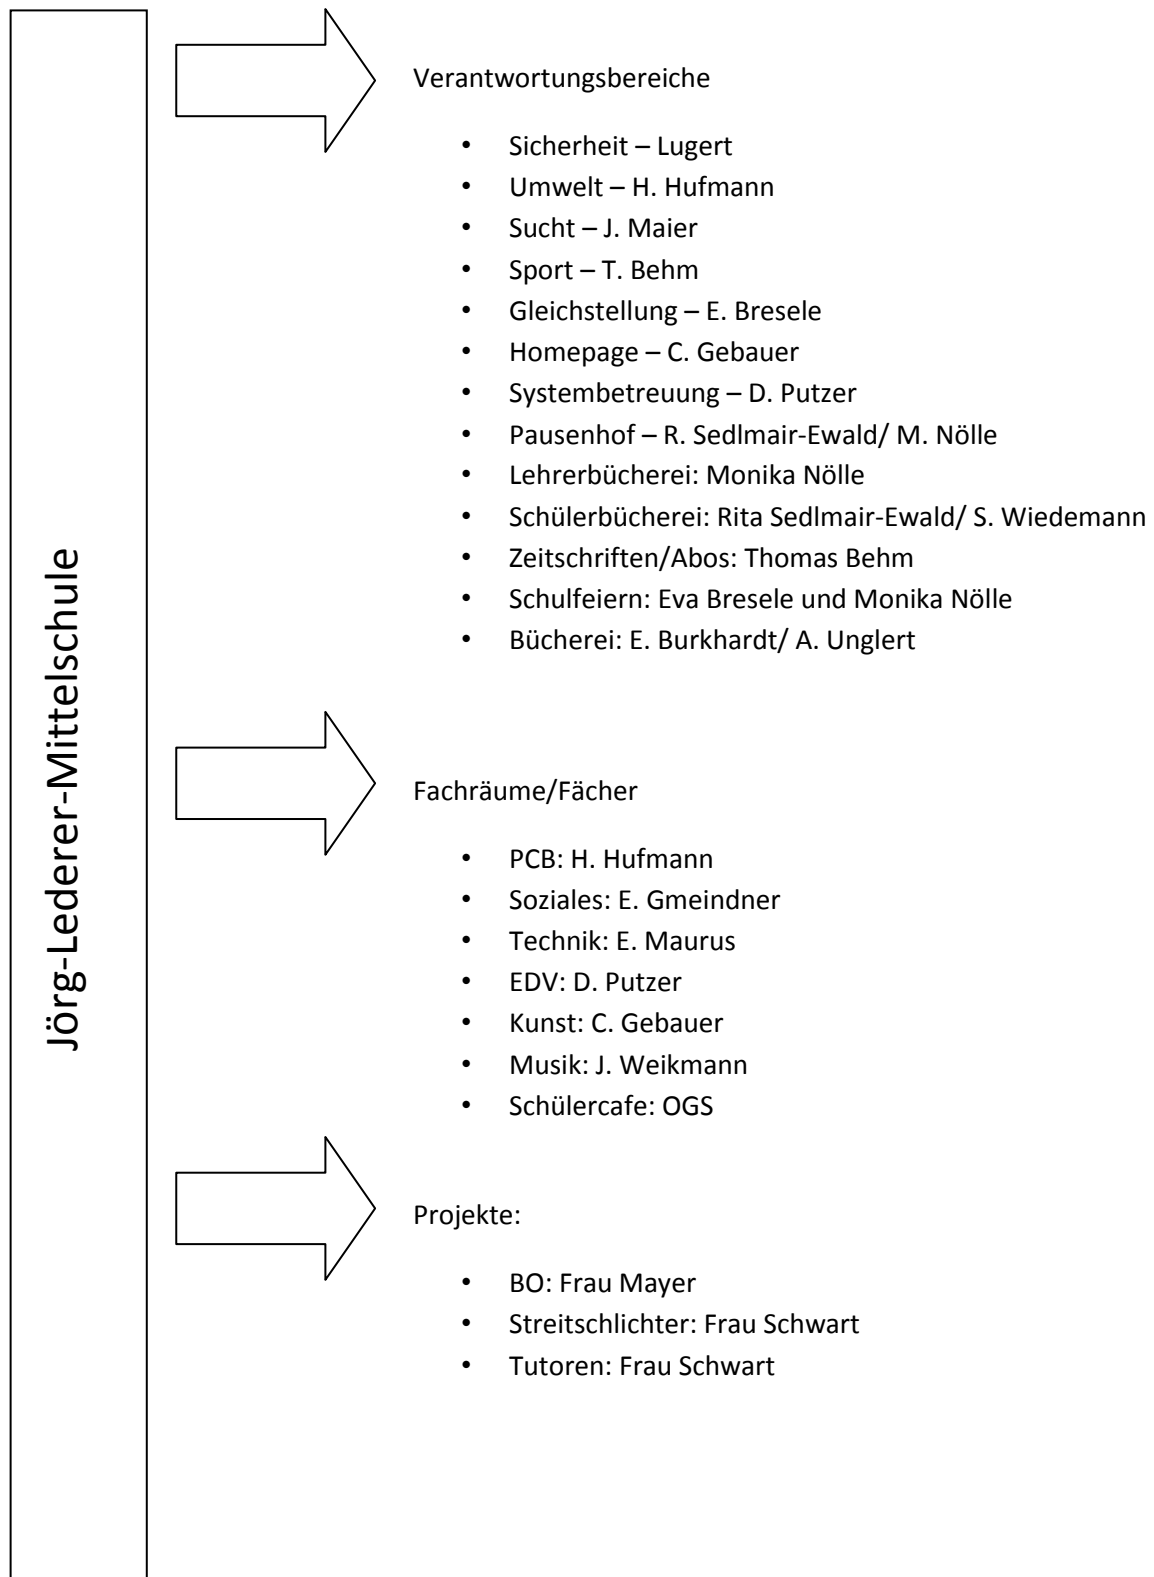 Jörg-Lederer-Mittelschule
Verantwortungsbereiche
• Sicherheit – Lugert
• Umwelt – H. Hufmann
• Sucht – J. Maier
• Sport – T. Behm
• Gleichstellung – E. Bresele
• Homepage – C. Gebauer
• Systembetreuung – D. Putzer
• Pausenhof – R. Sedlmair-Ewald/ M. Nölle
• Lehrerbücherei: Monika Nölle
• Schülerbücherei: Rita Sedlmair-Ewald/ S. Wiedemann
• Zeitschriften/Abos: Thomas Behm
• Schulfeiern: Eva Bresele und Monika Nölle
• Bücherei: E. Burkhardt/ A. Unglert
Fachräume/Fächer
• PCB: H. Hufmann
• Soziales: E. Gmeindner
• Technik: E. Maurus
• EDV: D. Putzer
• Kunst: C. Gebauer
• Musik: J. Weikmann
• Schülercafe: OGS
Projekte:
• BO: Frau Mayer
• Streitschlichter: Frau Schwart
• Tutoren: Frau Schwart